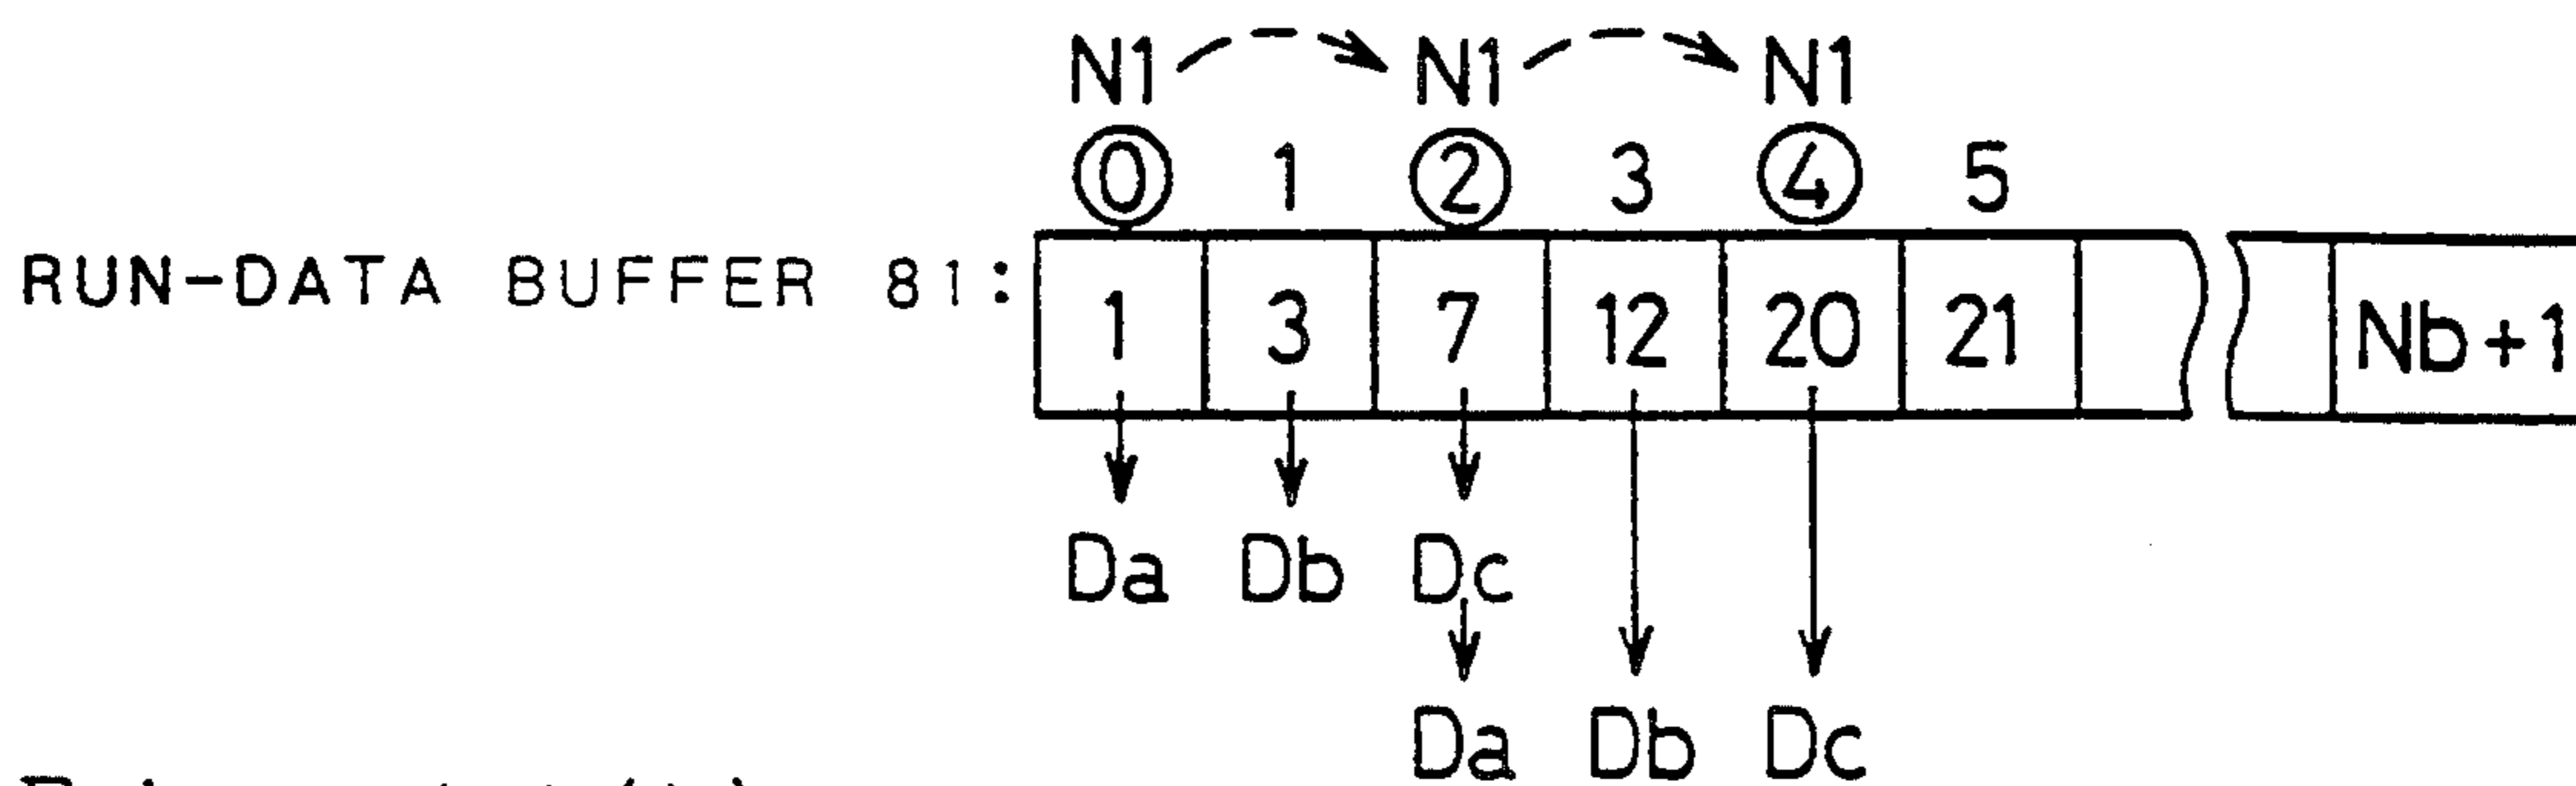 N1 N1 N1
0 1 2 3 4 5
RUN-DATA BUFFER 81: 1 3 7 12 20 21 Nb+1
Da Db Dc
Da Db Dc